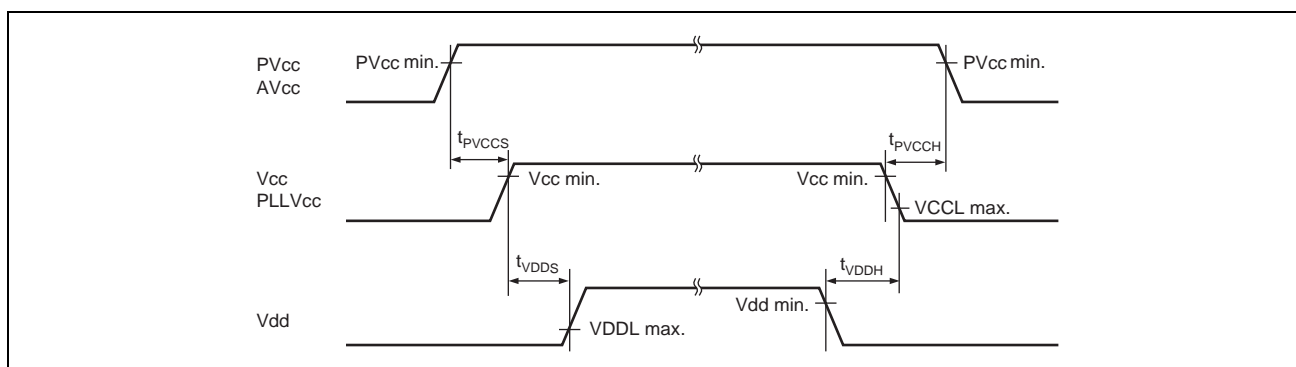 PVcc
AVcc
PVcc min.
PVcc min.
tPVCCS
tPVCCH
Vcc
PLLVcc
Vcc min.
Vcc min.
VCCL max.
tVDDS
tVDDH
Vdd
VDDL max.
Vdd min.